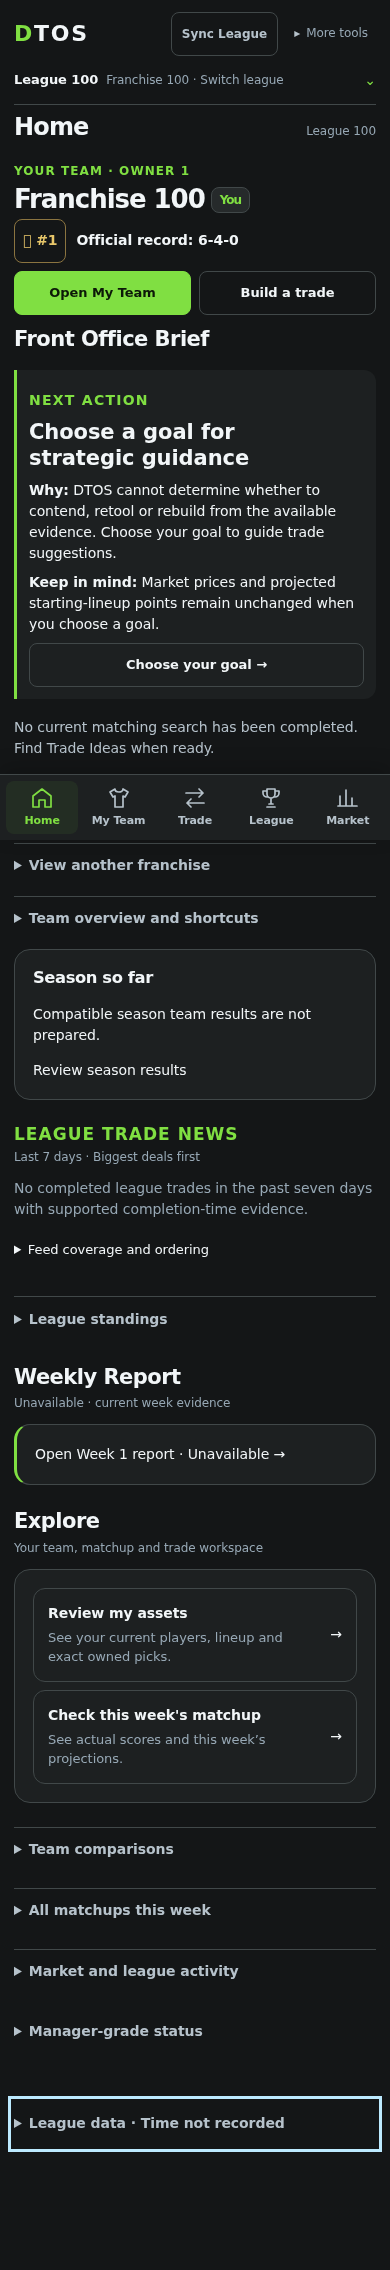 DTOS
Sync League
▸ More tools
League 100 Franchise 100 · Switch league
Home
League 100
YOUR TEAM · OWNER 1
Franchise 100 You
#1 Official record: 6-4-0
Open My Team
Build a trade
Front Office Brief
NEXT ACTION
Choose a goal for
strategic guidance
Why: DTOS cannot determine whether to
contend, retool or rebuild from the available
evidence. Choose your goal to guide trade
suggestions.
Keep in mind: Market prices and projected
starting-lineup points remain unchanged when
you choose a goal.
Choose your goal →
No current matching search has been completed.
Find Trade Ideas when ready.
Home
My Team
Trade
League
Market
▸ View another franchise
▸ Team overview and shortcuts
Season so far
Compatible season team results are not
prepared.
Review season results
LEAGUE TRADE NEWS
Last 7 days · Biggest deals first
No completed league trades in the past seven days
with supported completion-time evidence.
▸ Feed coverage and ordering
▸ League standings
Weekly Report
Unavailable · current week evidence
Open Week 1 report · Unavailable →
Explore
Your team, matchup and trade workspace
Review my assets
See your current players, lineup and
exact owned picks.
→
Check this week's matchup
See actual scores and this week’s
projections.
→
▸ Team comparisons
▸ All matchups this week
▸ Market and league activity
▸ Manager-grade status
▸ League data · Time not recorded